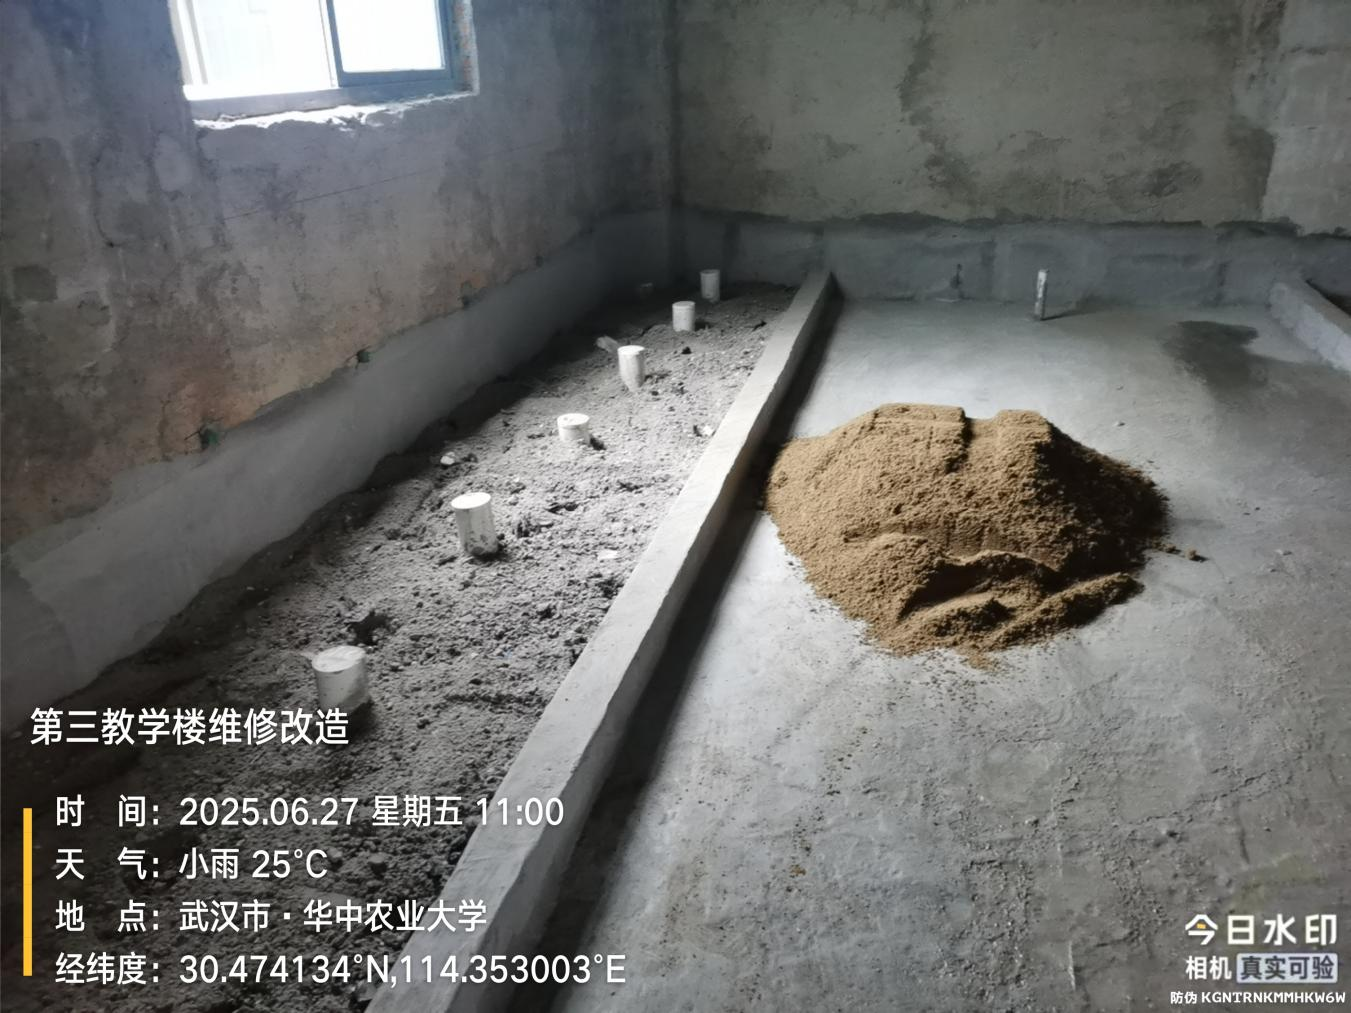 第三教学楼维修改造
时 间：2025.06.27 星期五 11:00
天 气：小雨 25°C
地 点：武汉市·华中农业大学
经纬度：30.474134°N,114.353003°E
今日水印
相机 真实可验
防伪 KGNTRNKMMHKW6W